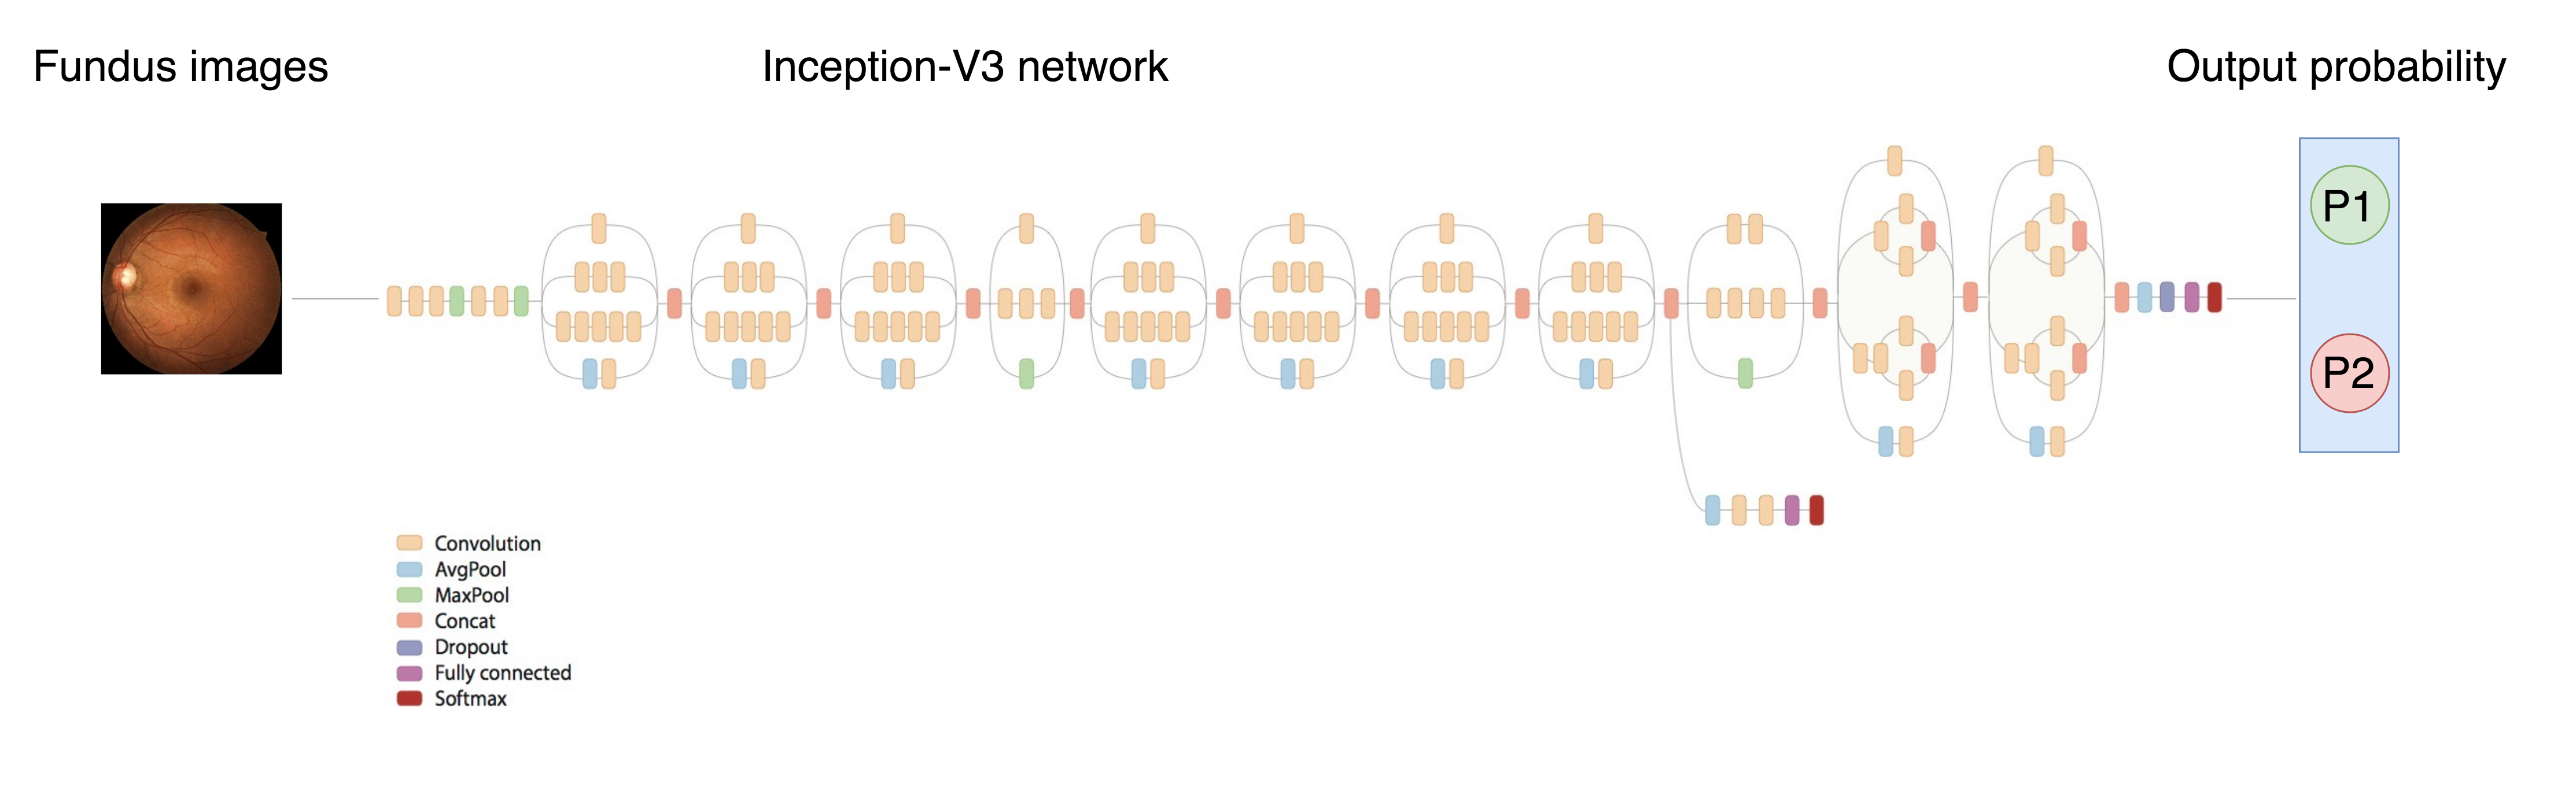 Fundus images
Inception-V3 network
Output probability
P1
P2
Convolution
AvgPool
MaxPool
Concat
Dropout
Fully connected
Softmax